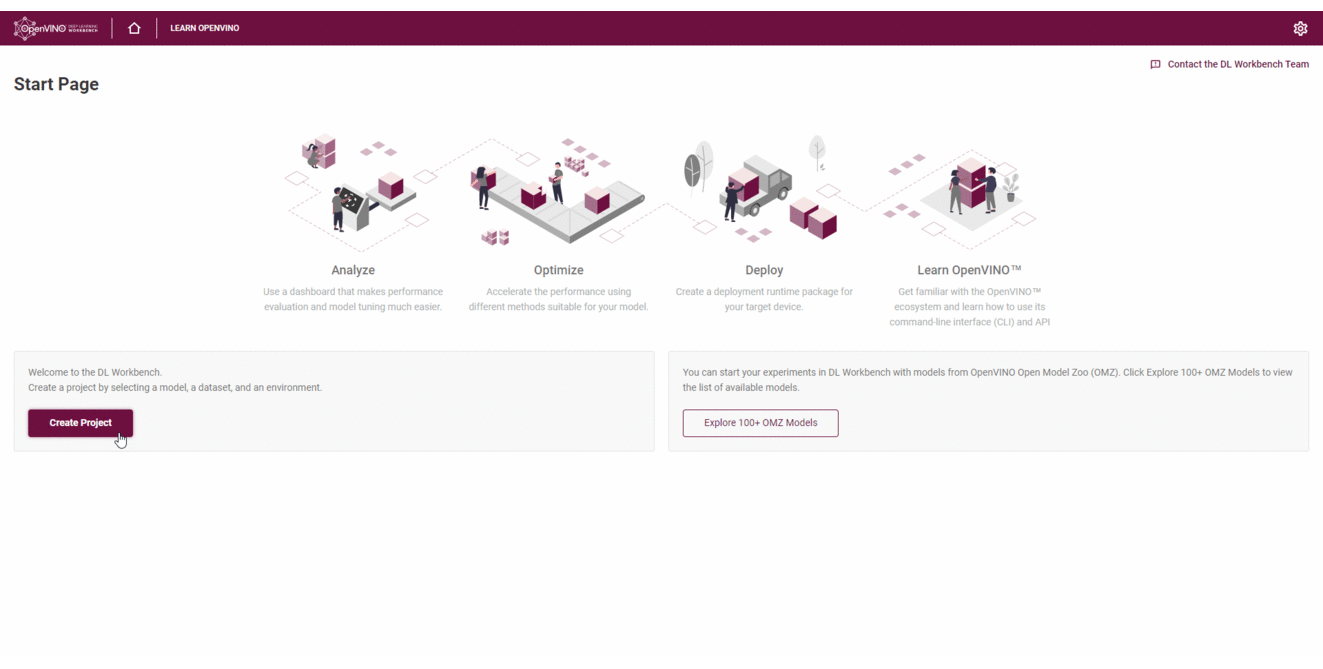 OpenVINO DEEP LEARNING WORKBENCH
LEARN OPENVINO
Contact the DL Workbench Team
Start Page
Analyze
Use a dashboard that makes performance
evaluation and model tuning much easier.
Optimize
Accelerate the performance using
different methods suitable for your model.
Deploy
Create a deployment runtime package for
your target device.
Learn OpenVINO™
Get familiar with the OpenVINO™
ecosystem and learn how to use its
command-line interface (CLI) and API
Welcome to the DL Workbench.
Create a project by selecting a model, a dataset, and an environment.
Create Project
You can start your experiments in DL Workbench with models from OpenVINO Open Model Zoo (OMZ). Click Explore 100+ OMZ Models to view
the list of available models.
Explore 100+ OMZ Models